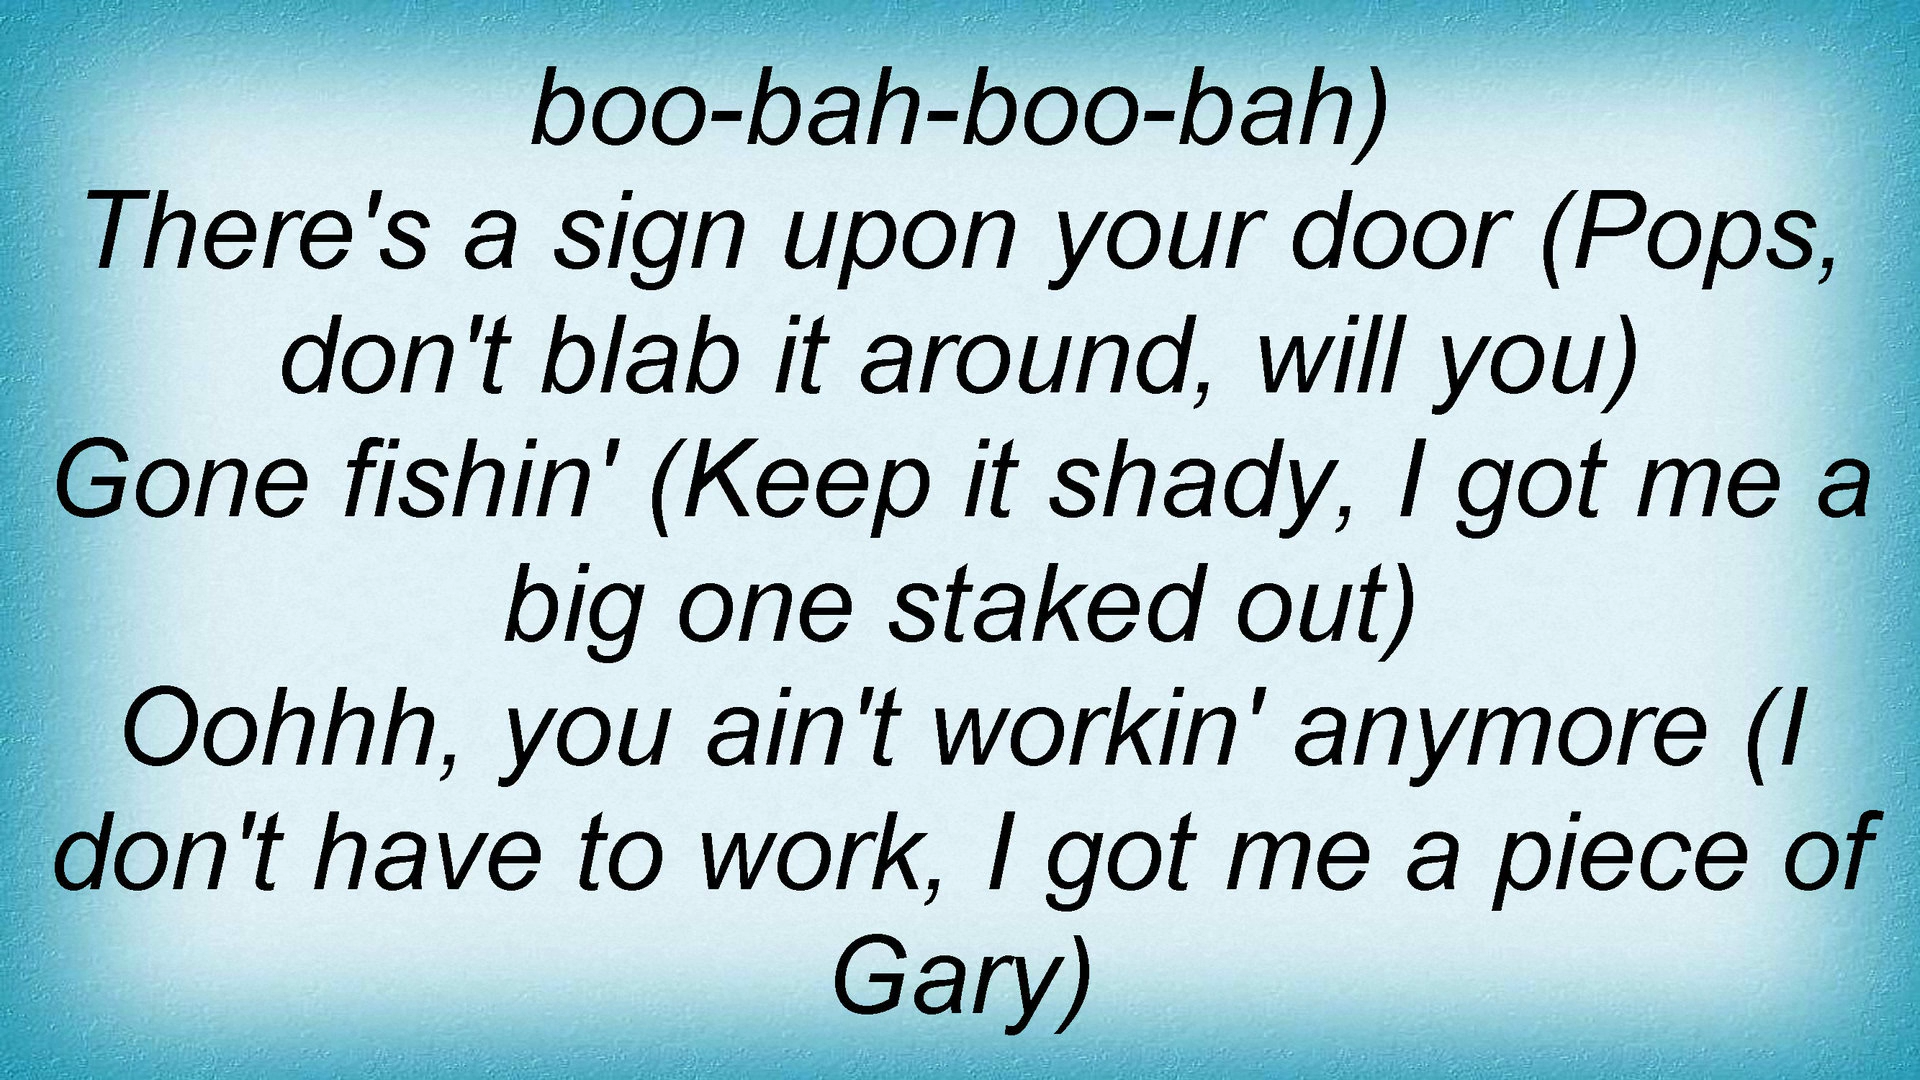 boo-bah-boo-bah)
There's a sign upon your door (Pops,
don't blab it around, will you)
Gone fishin' (Keep it shady, I got me a
big one staked out)
Oohhh, you ain't workin' anymore (I
don't have to work, I got me a piece of
Gary)